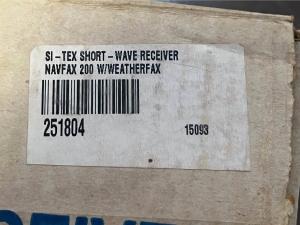 SI-TEX SHORT-WAVE RECEIVER
NAVFAX 200 W/WEATHERFAX
251804 15093